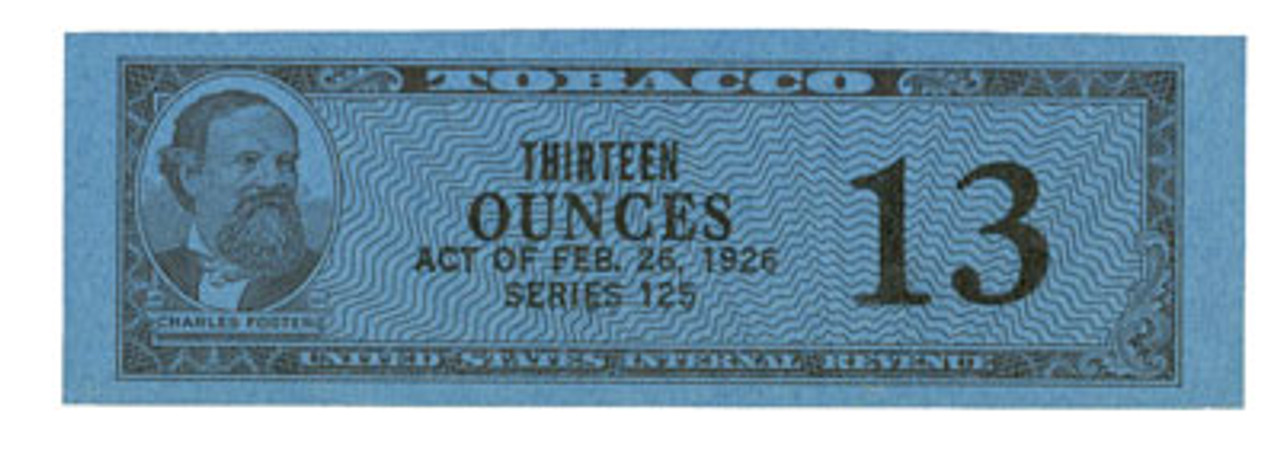 TOBACCO
THIRTEEN
OUNCES
ACT OF FEB. 26, 1926
SERIES 125
13
CHARLES FOSTER
UNITED STATES INTERNAL REVENUE